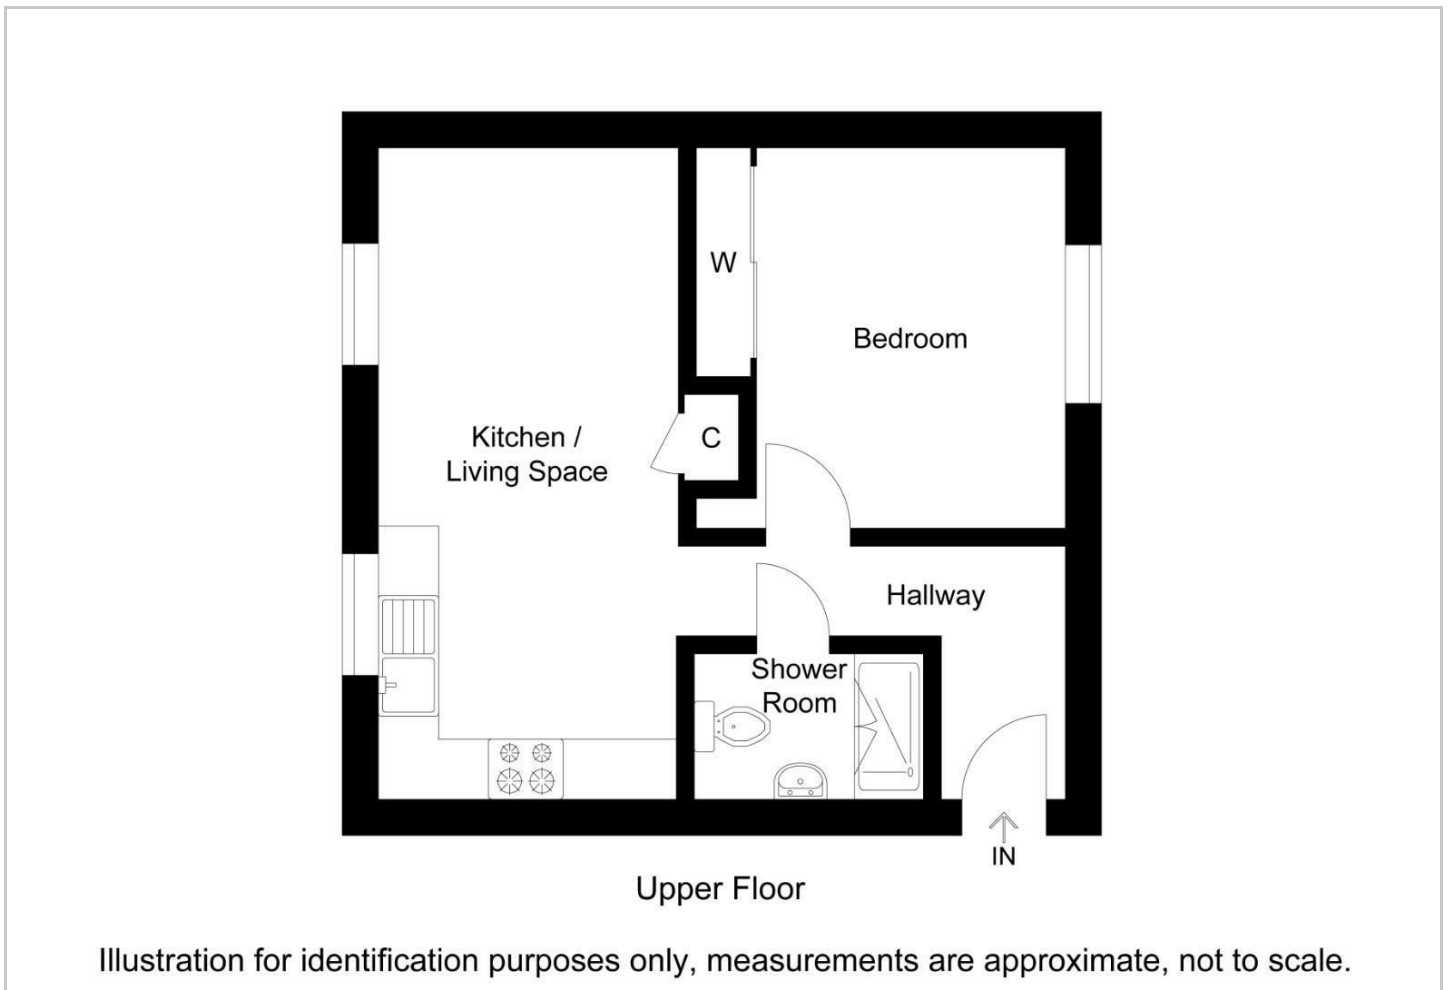 W
Bedroom
Kitchen /
Living Space
C
Hallway
Shower
Room
IN
Upper Floor
Illustration for identification purposes only, measurements are approximate, not to scale.